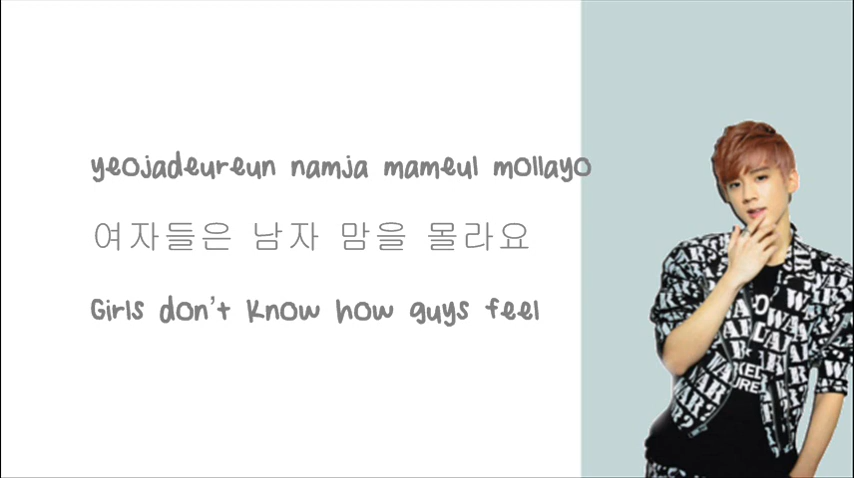 yeojadeureun namja mameul mollayo
여자들은 남자 맘을 몰라요
Girls don't know how guys feel